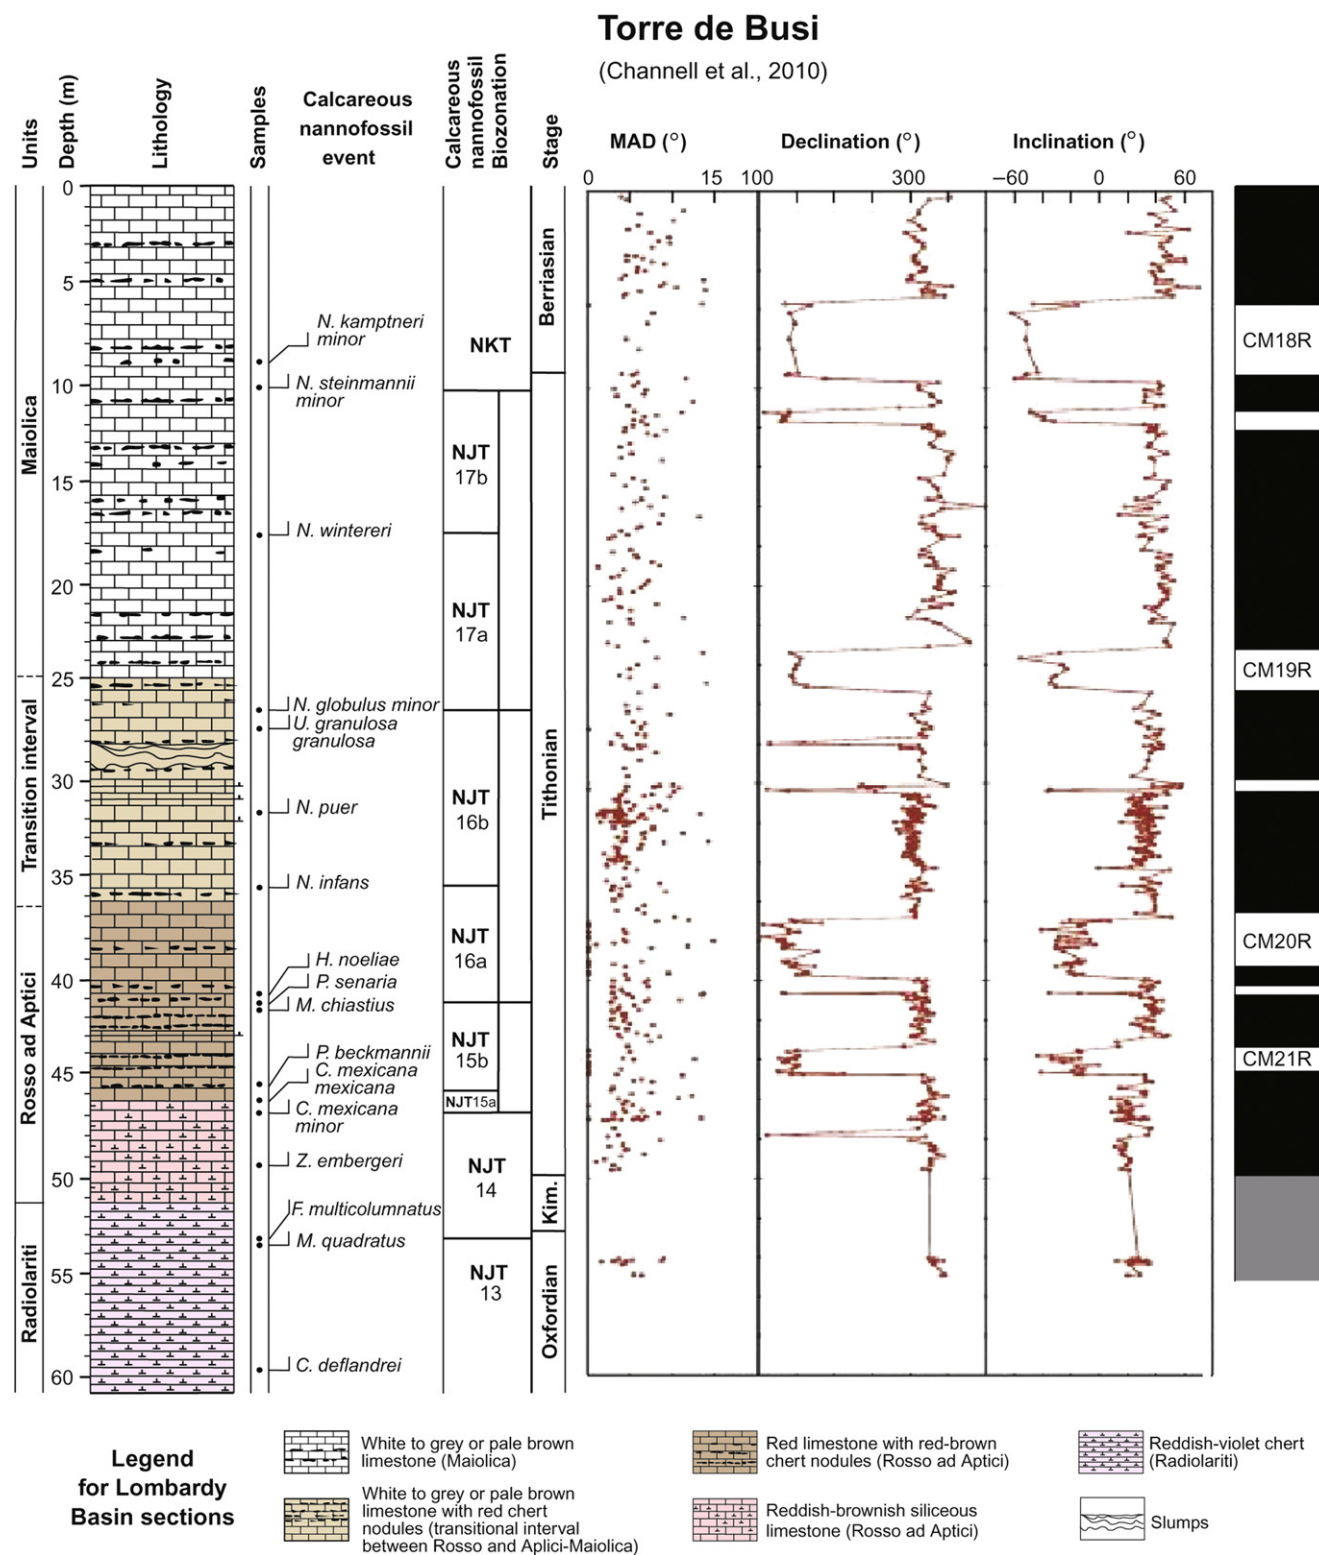 Torre de Busi
(Channell et al., 2010)
Units
Depth (m)
Lithology
Samples
Calcareous
nannofossil
event
Calcareous
nannofossil
Biozonation
Stage
MAD (°)
Declination (°)
Inclination (°)
0
15
100
300
−60
0
60
0
5
10
15
20
25
30
35
40
45
50
55
60
Maiolica
Transition interval
Rosso ad Aptici
Radiolariti
N. kamptneri
minor
N. steinmannii
minor
N. wintereri
N. globulus minor
U. granulosa
granulosa
N. puer
N. infans
H. noeliae
P. senaria
M. chiastius
P. beckmannii
C. mexicana
mexicana
C. mexicana
minor
Z. embergeri
F. multicolumnatus
M. quadratus
C. deflandrei
NKT
NJT
17b
NJT
17a
NJT
16b
NJT
16a
NJT
15b
NJT15a
NJT
14
NJT
13
Berriasian
Tithonian
Kim.
Oxfordian
CM18R
CM19R
CM20R
CM21R
Legend
for Lombardy
Basin sections
White to grey or pale brown
limestone (Maiolica)
White to grey or pale brown
limestone with red chert
nodules (transitional interval
between Rosso and Aplici-Maiolica)
Red limestone with red-brown
chert nodules (Rosso ad Aptici)
Reddish-brownish siliceous
limestone (Rosso ad Aptici)
Reddish-violet chert
(Radiolariti)
Slumps